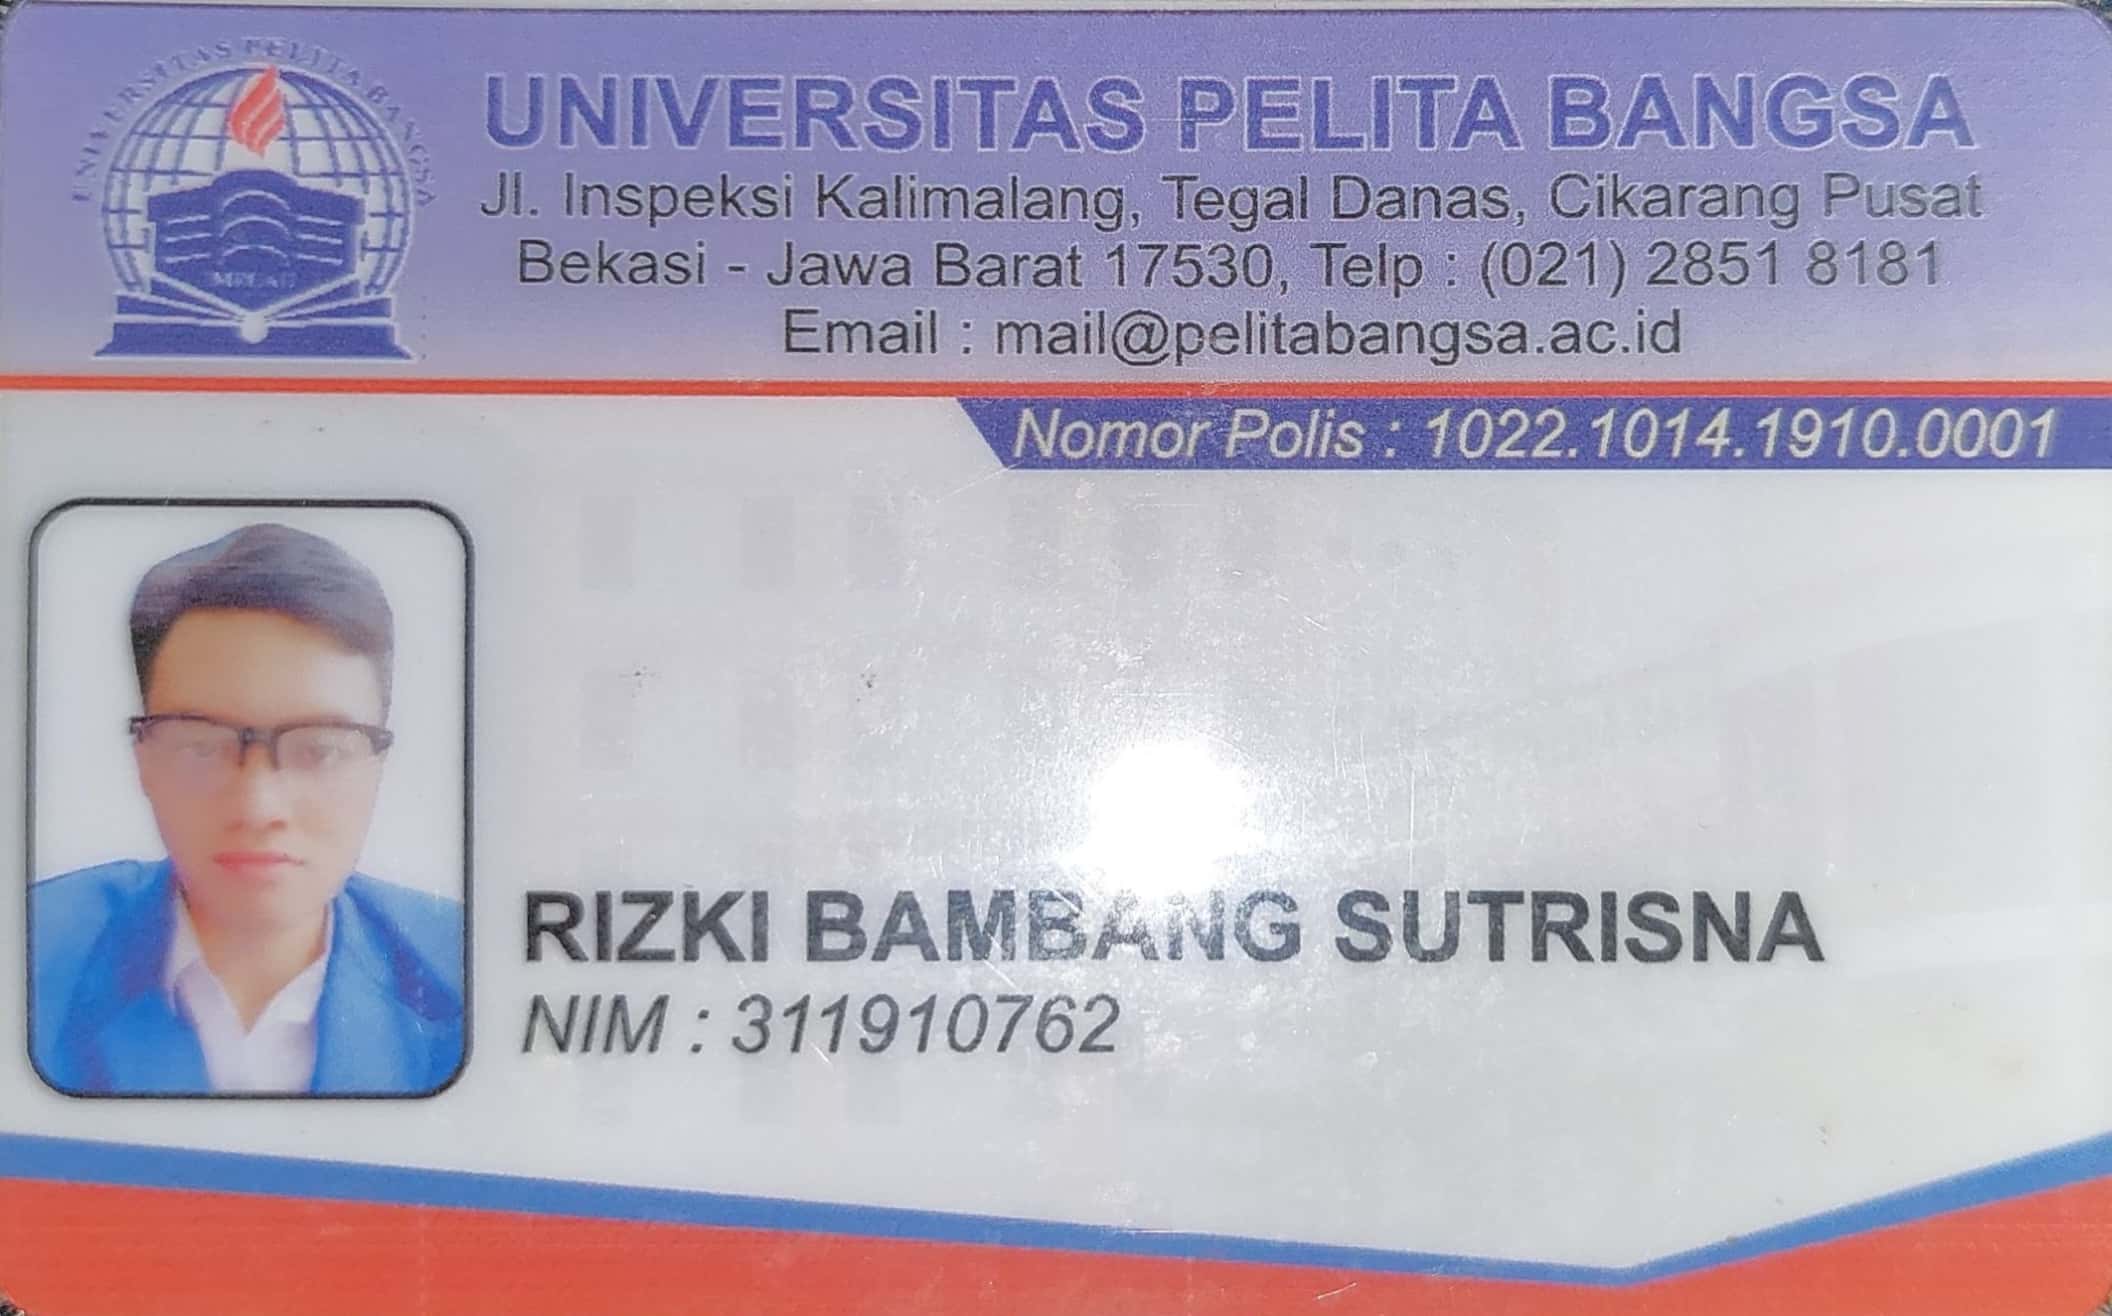 UNIVERSITAS PELITA BANGSA
UNIVERSITAS PELITA BANGSA
Jl. Inspeksi Kalimalang, Tegal Danas, Cikarang Pusat
Bekasi - Jawa Barat 17530, Telp : (021) 2851 8181
Email : mail@pelitabangsa.ac.id
Nomor Polis : 1022.1014.1910.0001
RIZKI BAMBANG SUTRISNA
NIM : 311910762